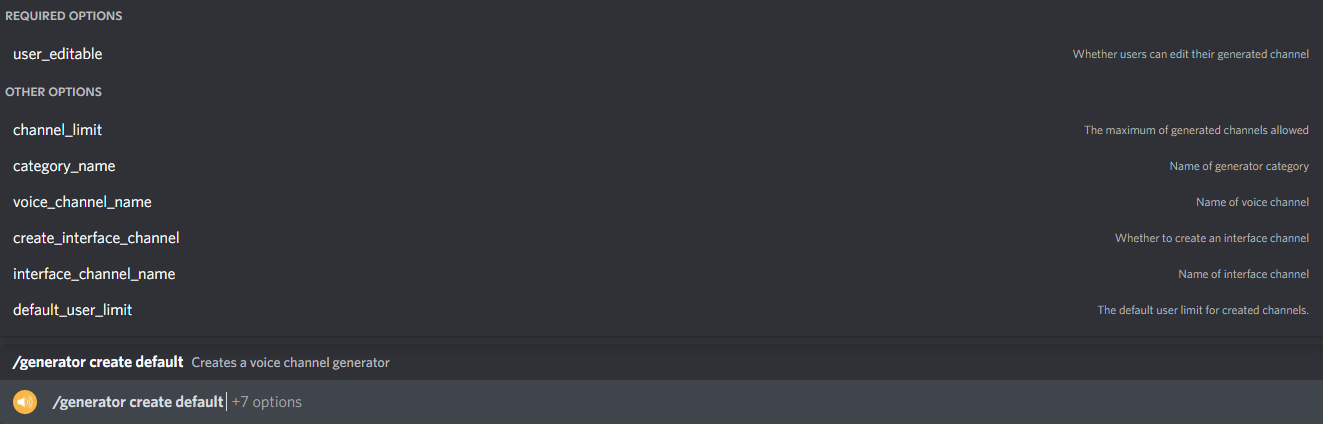 REQUIRED OPTIONS
user_editable Whether users can edit their generated channel
OTHER OPTIONS
channel_limit The maximum of generated channels allowed
category_name Name of generator category
voice_channel_name Name of voice channel
create_interface_channel Whether to create an interface channel
interface_channel_name Name of interface channel
default_user_limit The default user limit for created channels.
/generator create default Creates a voice channel generator
/generator create default +7 options